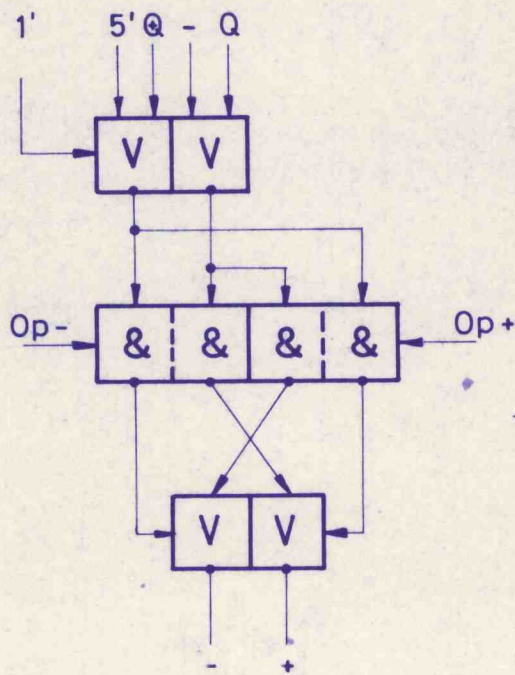 1' 5' Q - Q
V V
Op - & & & & Op +
V V
- +